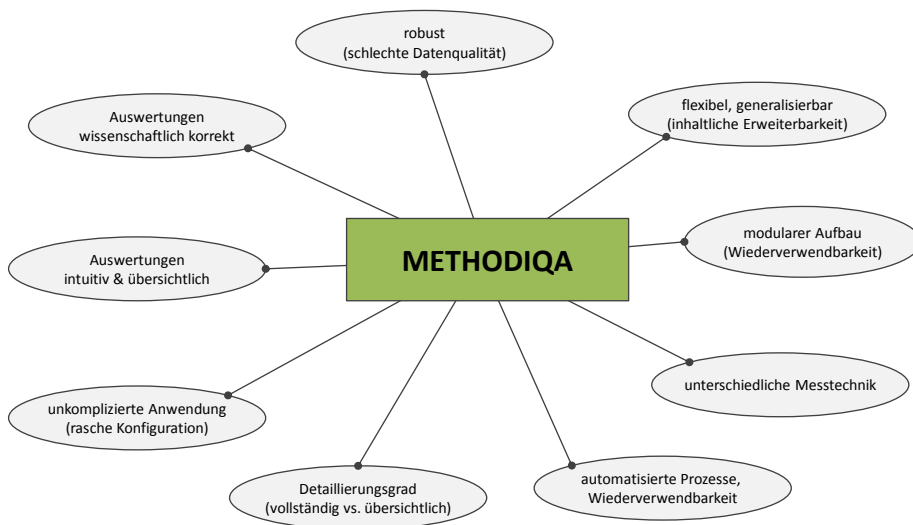 robust
(schlechte Datenqualität)
flexibel, generalisierbar
(inhaltliche Erweiterbarkeit)
Auswertungen
wissenschaftlich korrekt
modularer Aufbau
(Wiederverwendbarkeit)
METHODIQA
Auswertungen
intuitiv & übersichtlich
unterschiedliche Messtechnik
unkomplizierte Anwendung
(rasche Konfiguration)
Detaillierungsgrad
(vollständig vs. übersichtlich)
automatisierte Prozesse,
Wiederverwendbarkeit